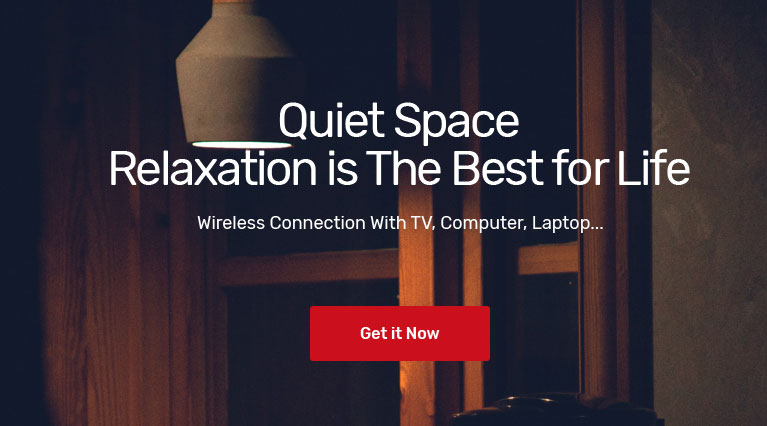 Quiet Space
Relaxation is The Best for Life
Wireless Connection With TV, Computer, Laptop...
Get it Now